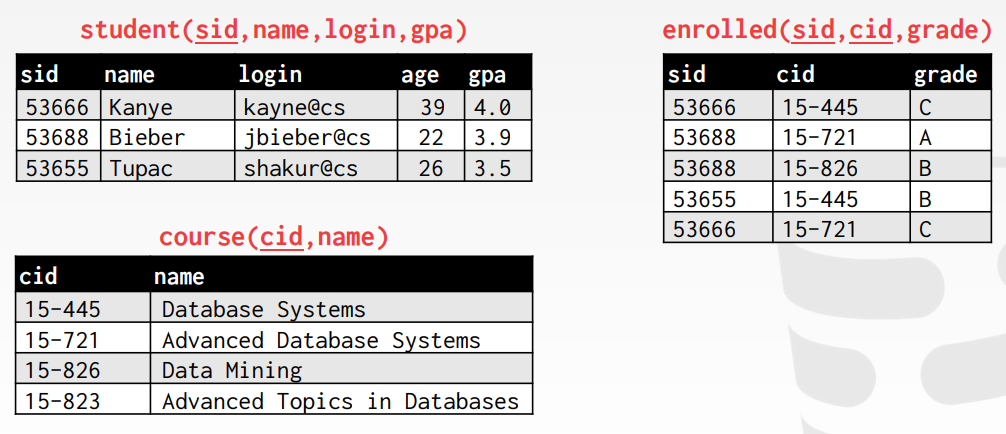 student(sid,name,login,gpa)
sid name login age gpa
53666 Kanye kayne@cs 39 4.0
53688 Bieber jbieber@cs 22 3.9
53655 Tupac shakur@cs 26 3.5
course(cid,name)
cid name
15-445 Database Systems
15-721 Advanced Database Systems
15-826 Data Mining
15-823 Advanced Topics in Databases
enrolled(sid,cid,grade)
sid cid grade
53666 15-445 C
53688 15-721 A
53688 15-826 B
53655 15-445 B
53666 15-721 C